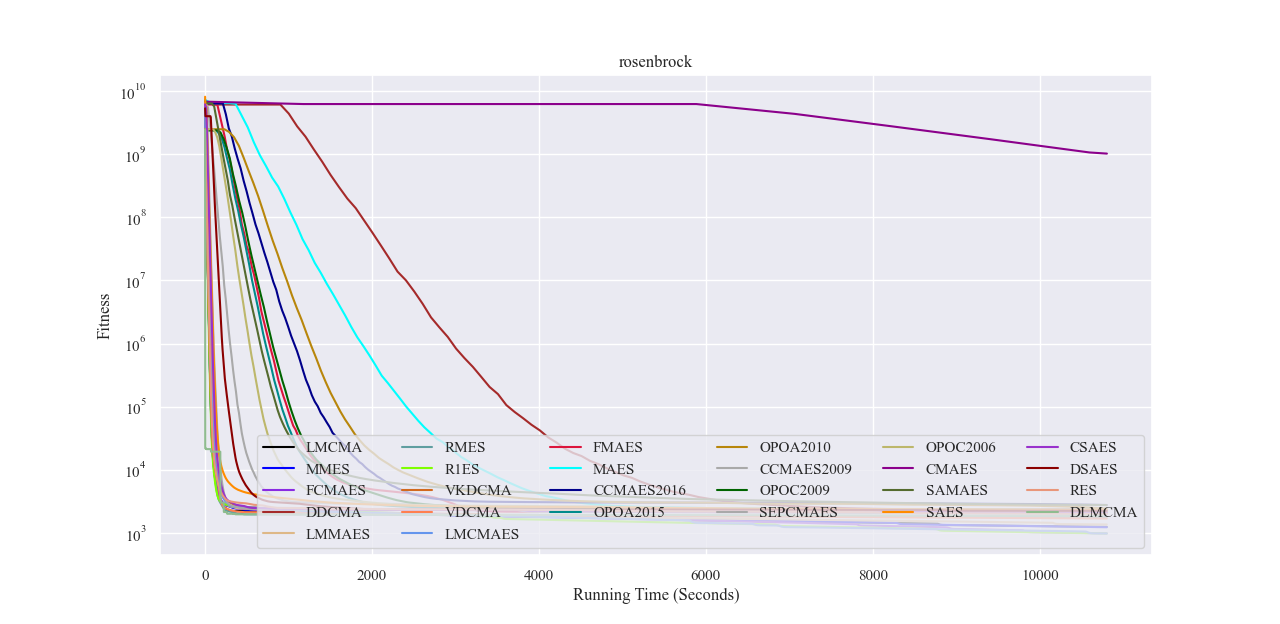 rosenbrock
10^10
10^9
10^8
10^7
10^6
10^5
10^4
10^3
Fitness
LMCMA RMES FMAES OPOA2010 OPOC2006 CSAES
MMES R1ES MAES CCMAES2009 CMAES DSAES
FCMAES VKDCMA CCMAES2016 OPOC2009 SAMAES RES
DDCMA VDCMA OPOA2015 SEPCMAES SAES DLMCMA
LMMAES LMCMAES
0 2000 4000 6000 8000 10000
Running Time (Seconds)